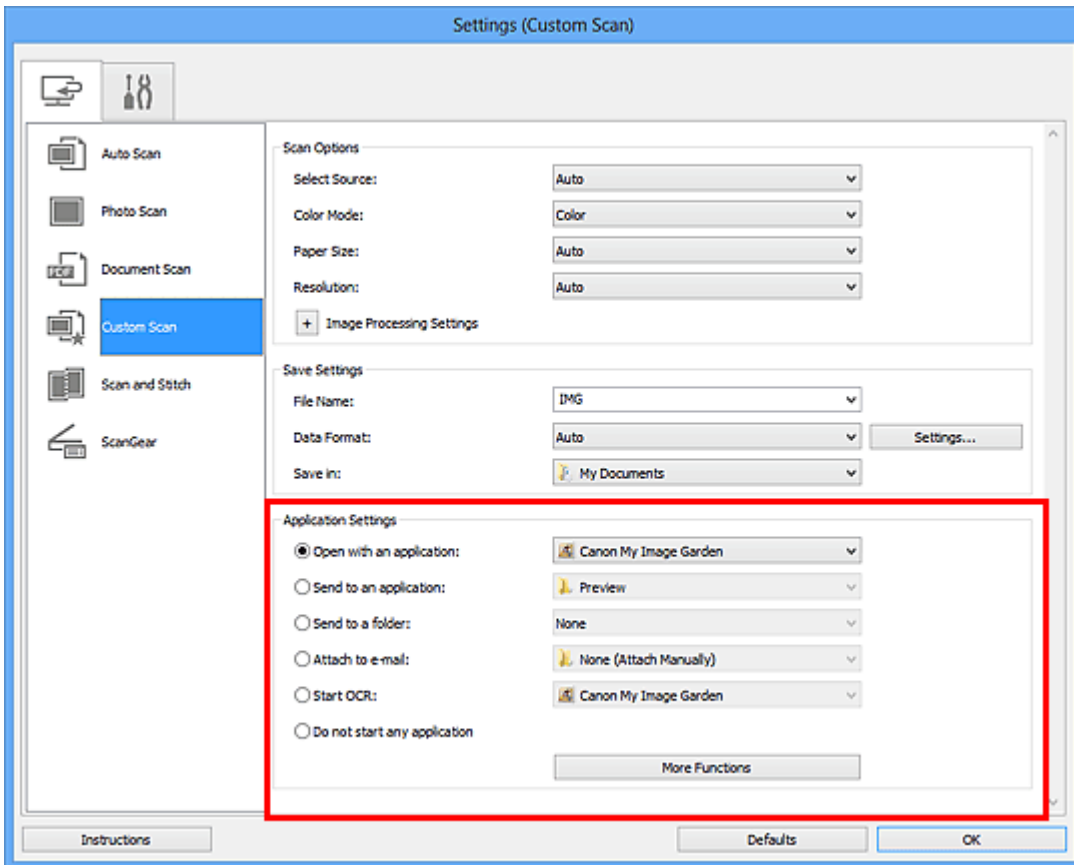 Settings (Custom Scan)
Auto Scan
Photo Scan
Document Scan
Custom Scan
Scan and Stitch
ScanGear
Scan Options
Select Source: Auto
Color Mode: Color
Paper Size: Auto
Resolution: Auto
+ Image Processing Settings
Save Settings
File Name: IMG
Data Format: Auto Settings...
Save in: My Documents
Application Settings
Open with an application: Canon My Image Garden
Send to an application: Preview
Send to a folder: None
Attach to e-mail: None (Attach Manually)
Start OCR: Canon My Image Garden
Do not start any application
More Functions
Instructions Defaults OK